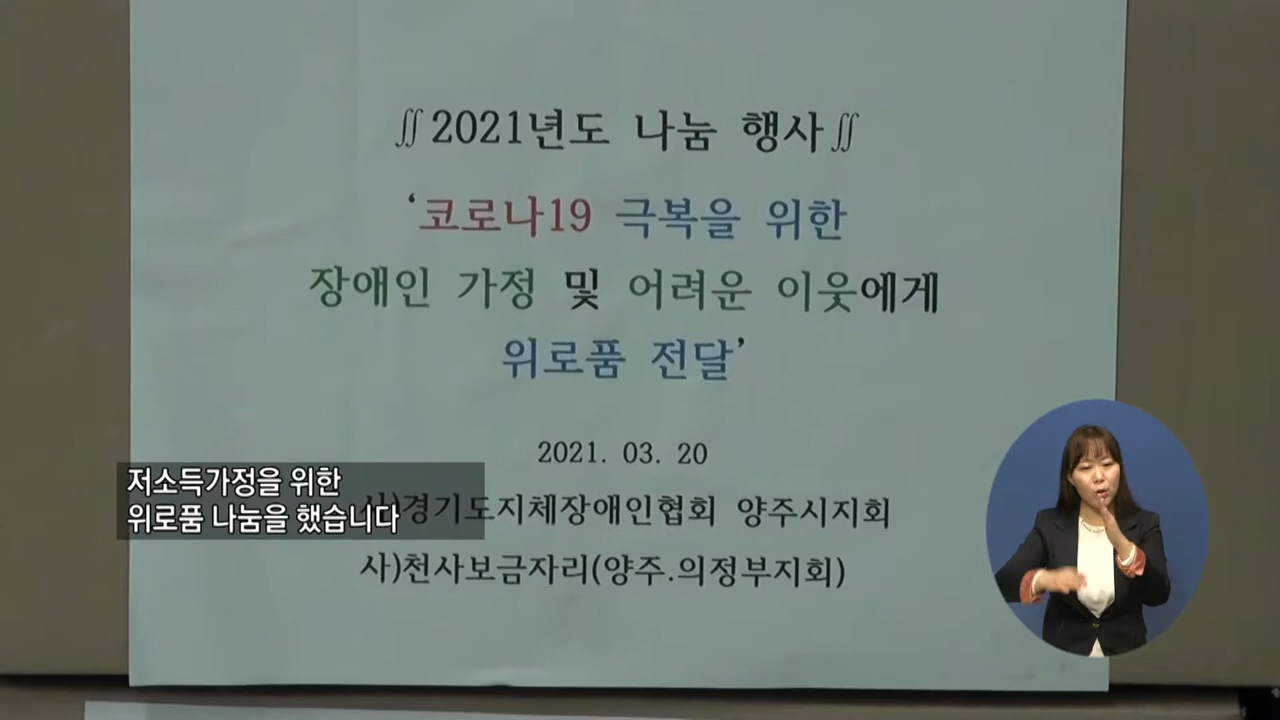 ∬2021년도 나눔 행사∬
‘코로나19 극복을 위한
장애인 가정 및 어려운 이웃에게
위로품 전달’
2021. 03. 20
사)경기도지체장애인협회 양주시지회
사)천사보금자리(양주.의정부지회)
저소득가정을 위한
위로품 나눔을 했습니다